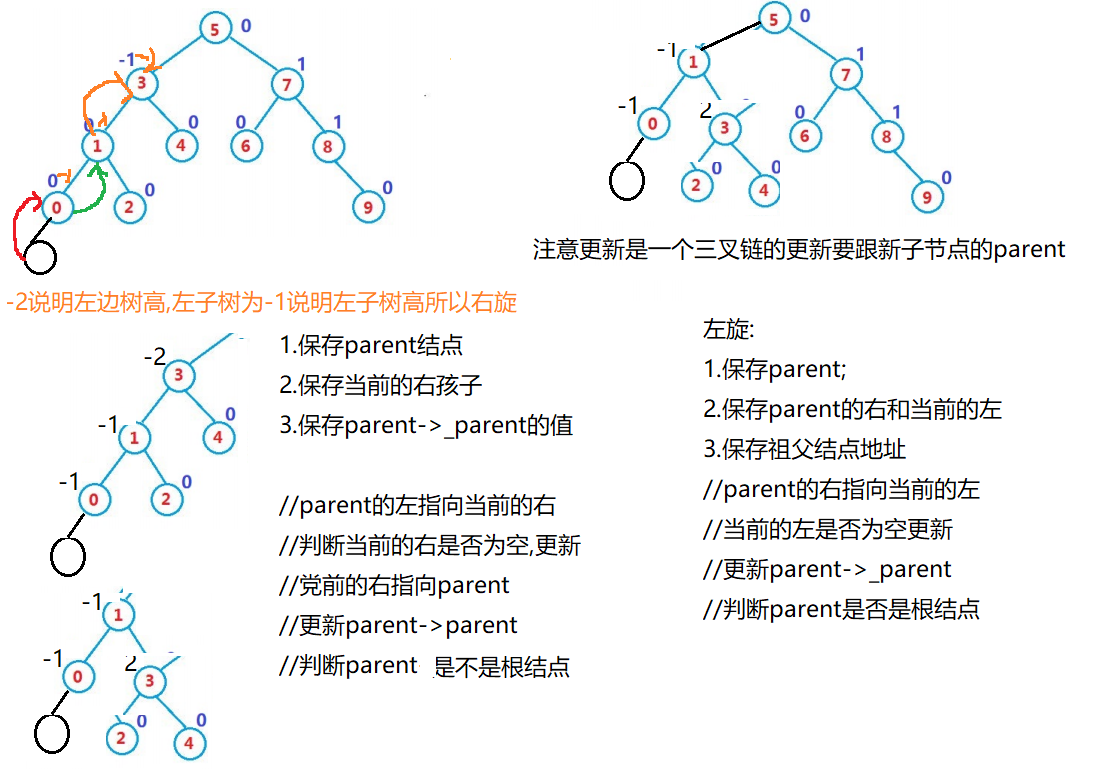 5 0
-1 3 7 1
0 1 4 0 0 6 8 1
0 0 2 0 9 0
5 0
-1 1 7 1
-1 0 2 3 0 6 8 1
2 0 4 0 9 0
注意更新是一个三叉链的更新要跟新子节点的parent
-2说明左边树高,左子树为-1说明左子树高所以右旋
-2 3
-1 1 4 0
-1 0 2 0
-1 1
-1 0 2 3
2 0 4 0
1.保存parent结点
2.保存当前的右孩子
3.保存parent->_parent的值
//parent的左指向当前的右
//判断当前的右是否为空,更新
//党前的右指向parent
//更新parent->parent
//判断parent 是不是根结点
左旋:
1.保存parent;
2.保存parent的右和当前的左
3.保存祖父结点地址
//parent的右指向当前的左
//当前的左是否为空更新
//更新parent->_parent
//判断parent是否是根结点